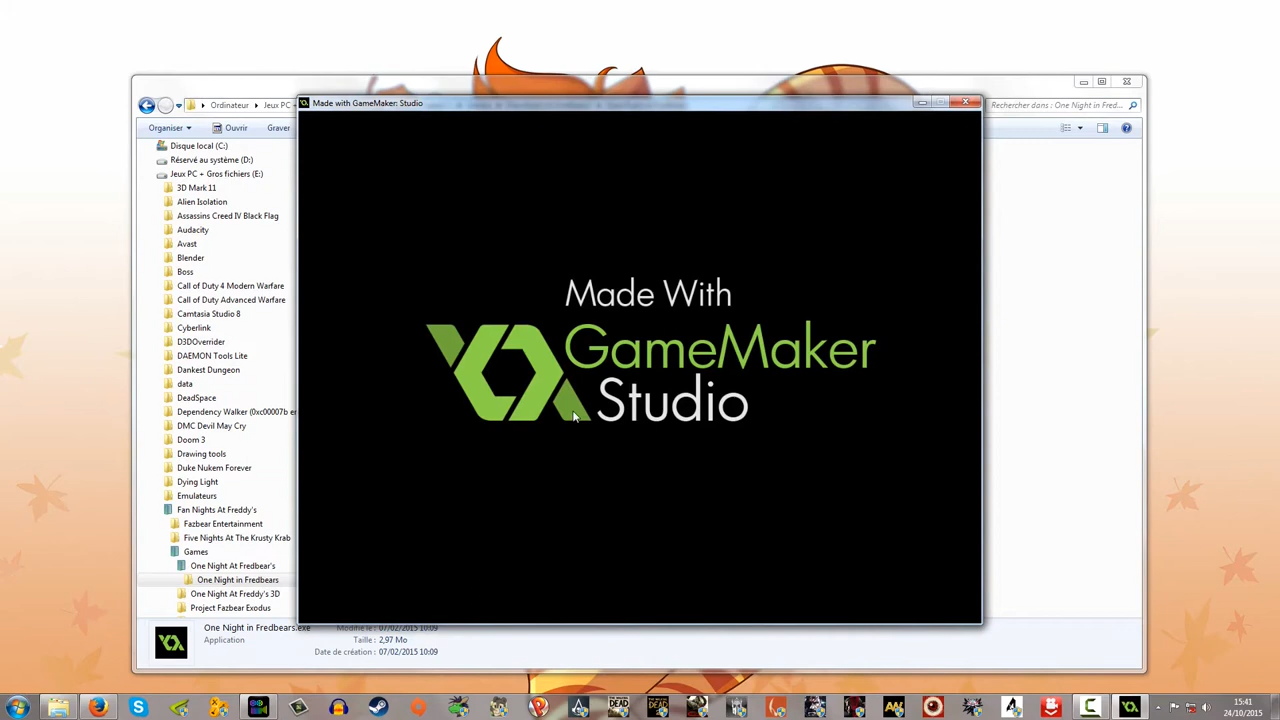 Ordinateur
Jeux PC +
Made with GameMaker: Studio
Rechercher dans : One Night in Fred...
Organiser
Ouvrir
Graver
Disque local (C:)
Réservé au système (D:)
Jeux PC + Gros fichiers (E:)
3D Mark 11
Alien Isolation
Assassins Creed IV Black Flag
Audacity
Avast
Blender
Boss
Call of Duty 4 Modern Warfare
Call of Duty Advanced Warfare
Camtasia Studio 8
Cyberlink
D3DOverrider
DAEMON Tools Lite
Dankest Dungeon
data
DeadSpace
Dependency Walker (0xc00007b er
DMC Devil May Cry
Doom 3
Drawing tools
Duke Nukem Forever
Dying Light
Emulateurs
Fan Nights At Freddy's
Fazbear Entertainment
Five Nights At The Krusty Krab
Games
One Night At Fredbear's
One Night in Fredbears
One Night At Freddy's 3D
Project Fazbear Exodus
Made With
GameMaker
Studio
One Night in Fredbears.exe
Modifié le : 07/02/2015 10:09
Application
Taille : 2,97 Mo
Date de création : 07/02/2015 10:09
15:41
24/10/2015